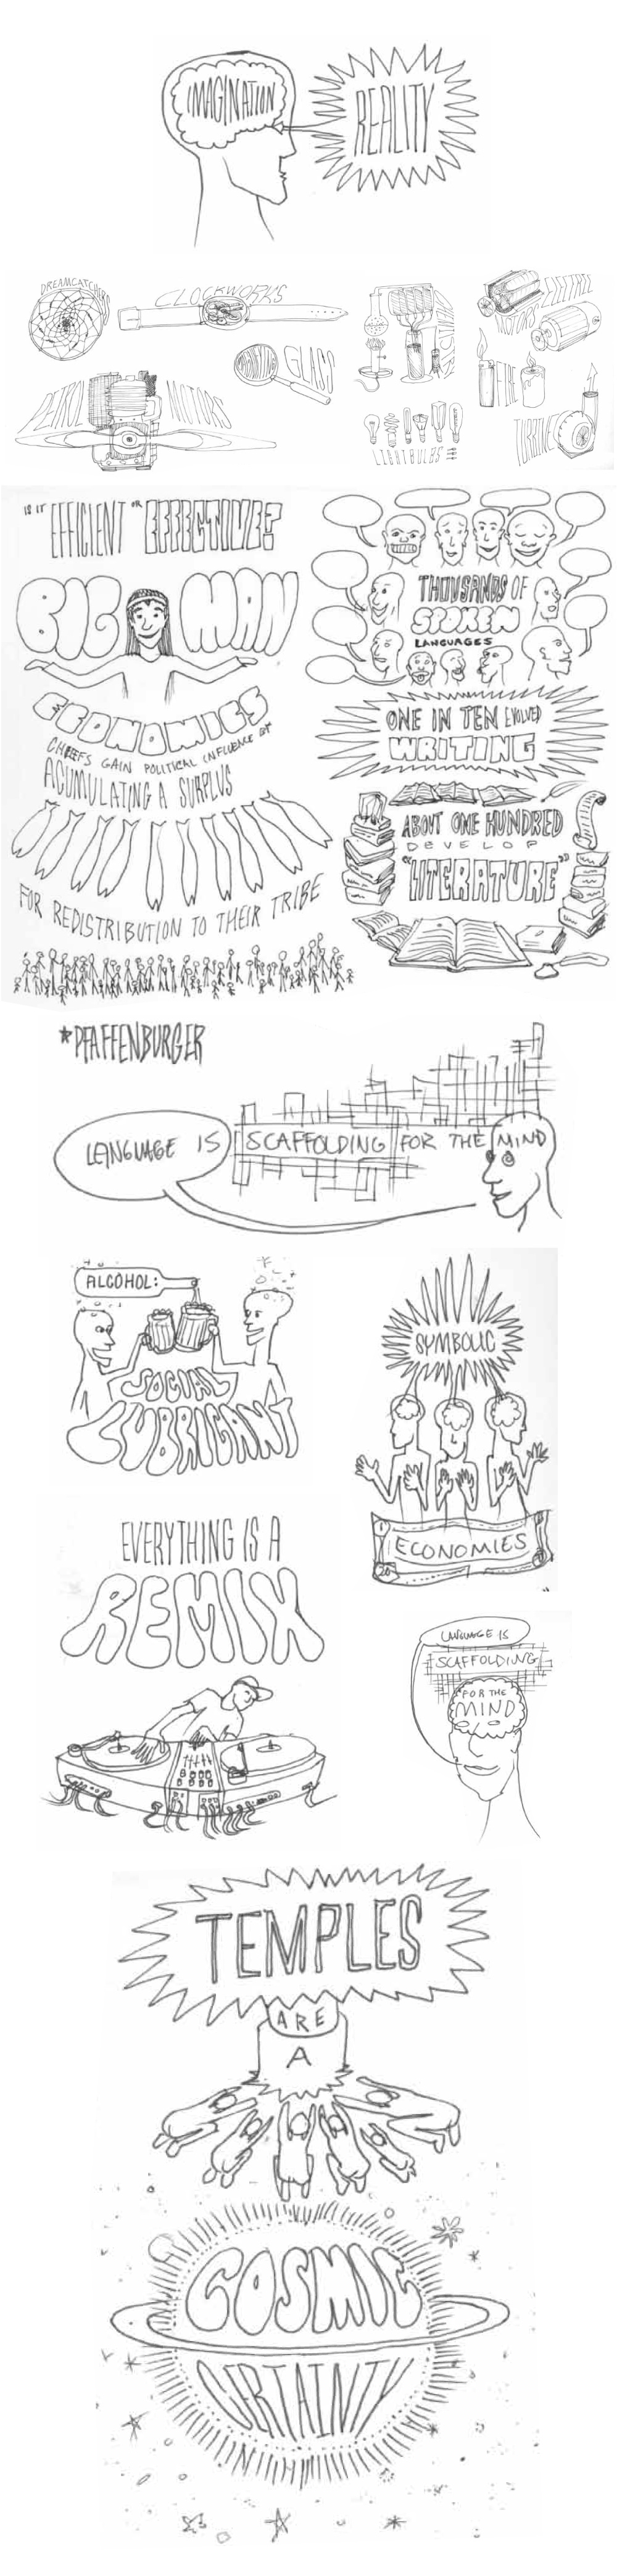 IMAGINATION
REALITY
DREAMCATCHERS
CLOCKWORKS
GLASS
PETROL MOTORS
LIGHTBULBS
ELECTRIC
MOTORS
FIRE
TURBINE
IS IT
"EFFICIENT" OR EFFECTIVE?
BIG MAN
ECONOMICS
CHIEFS GAIN POLITICAL INFLUENCE BY
ACUMULATING A SURPLUS
FOR REDISTRIBUTION TO THEIR TRIBE
THOUSANDS OF
SPOKEN
LANGUAGES
ONE IN TEN EVOLVED
WRITING
ABOUT ONE HUNDRED
DEVELOP
"LITERATURE"
*PFAFFENBURGER
LANGUAGE IS SCAFFOLDING FOR THE MIND
ALCOHOL:
SOCIAL
LUBRICANT
SYMBOLIC
ECONOMIES
20
EVERYTHING IS A
REMIX
LANGUAGE IS
SCAFFOLDING
FOR THE
MIND
TEMPLES
ARE
A
COSMIC
CERTAINTY